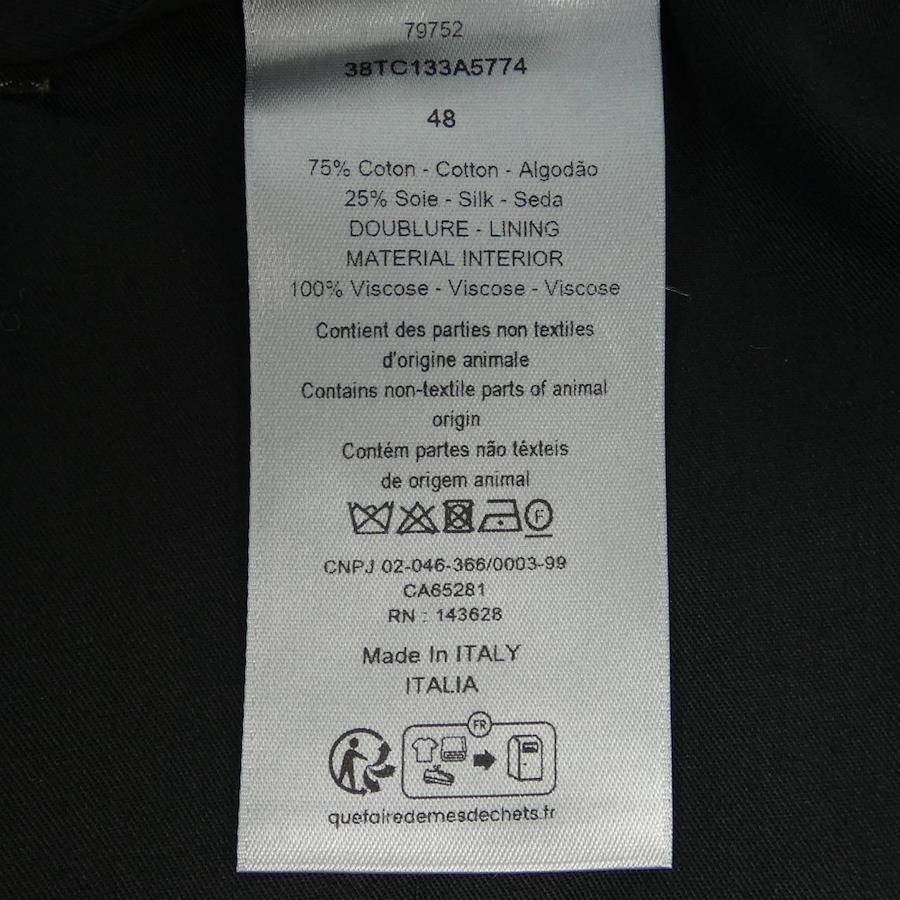 79752
38TC133A5774
48
75% Coton - Cotton - Algodão
25% Soie - Silk - Seda
DOUBLURE - LINING
MATERIAL INTERIOR
100% Viscose - Viscose - Viscose
Contient des parties non textiles
d'origine animale
Contains non-textile parts of animal
origin
Contém partes não têxteis
de origem animal
F
CNPJ 02-046-366/0003-99
CA65281
RN : 143628
Made In ITALY
ITALIA
FR
quefairedemesdechets.fr